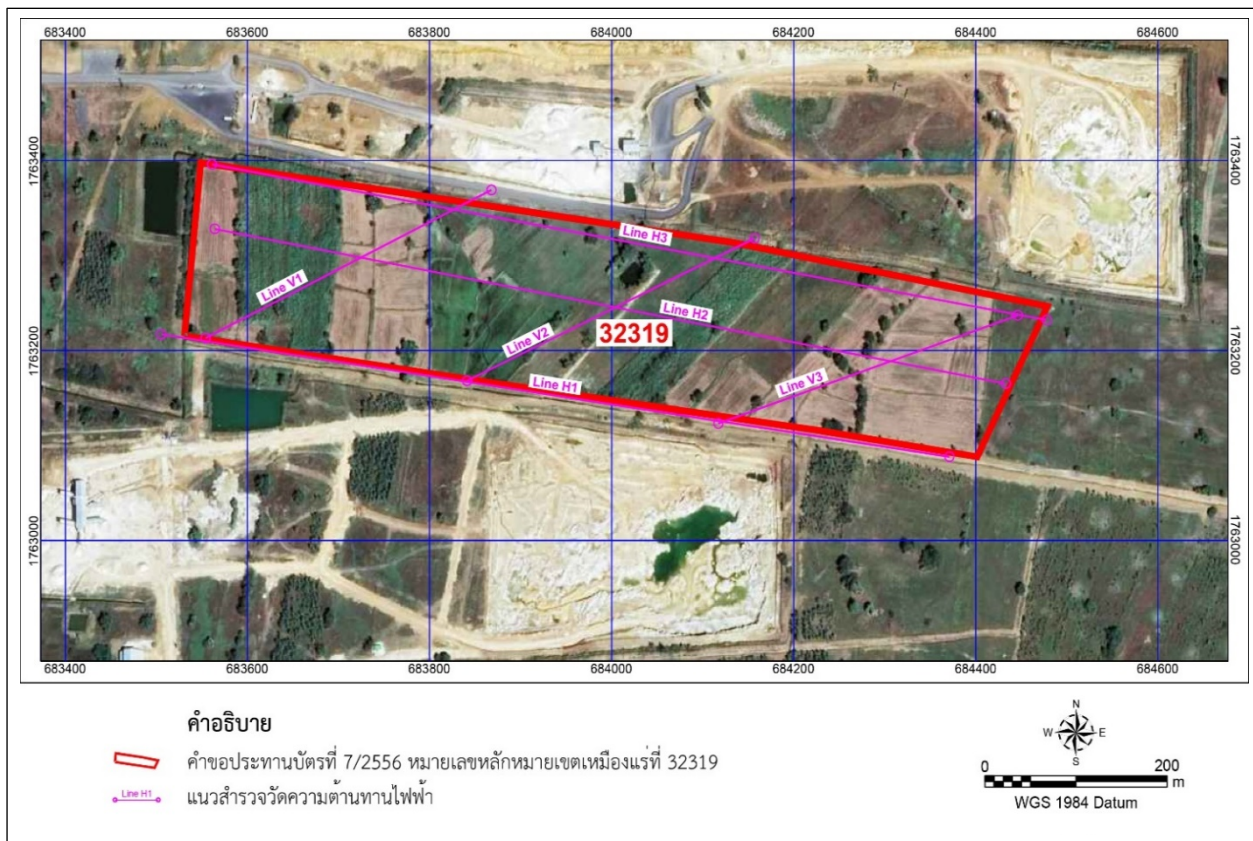 683400 683600 683800 684000 684200 684400 684600
1763400 1763400
Line H3
Line V1
Line H2
32319
Line V2
1763200 1763200
Line V3
Line H1
1763000 1763000
683400 683600 683800 684000 684200 684400 684600
คำอธิบาย
คำขอประทานบัตรที่ 7/2556 หมายเลขหลักหมายเขตเหมืองแร่ที่ 32319
Line H1 แนวสำรวจวัดความต้านทานไฟฟ้า
N
W E
S
0 200
m
WGS 1984 Datum